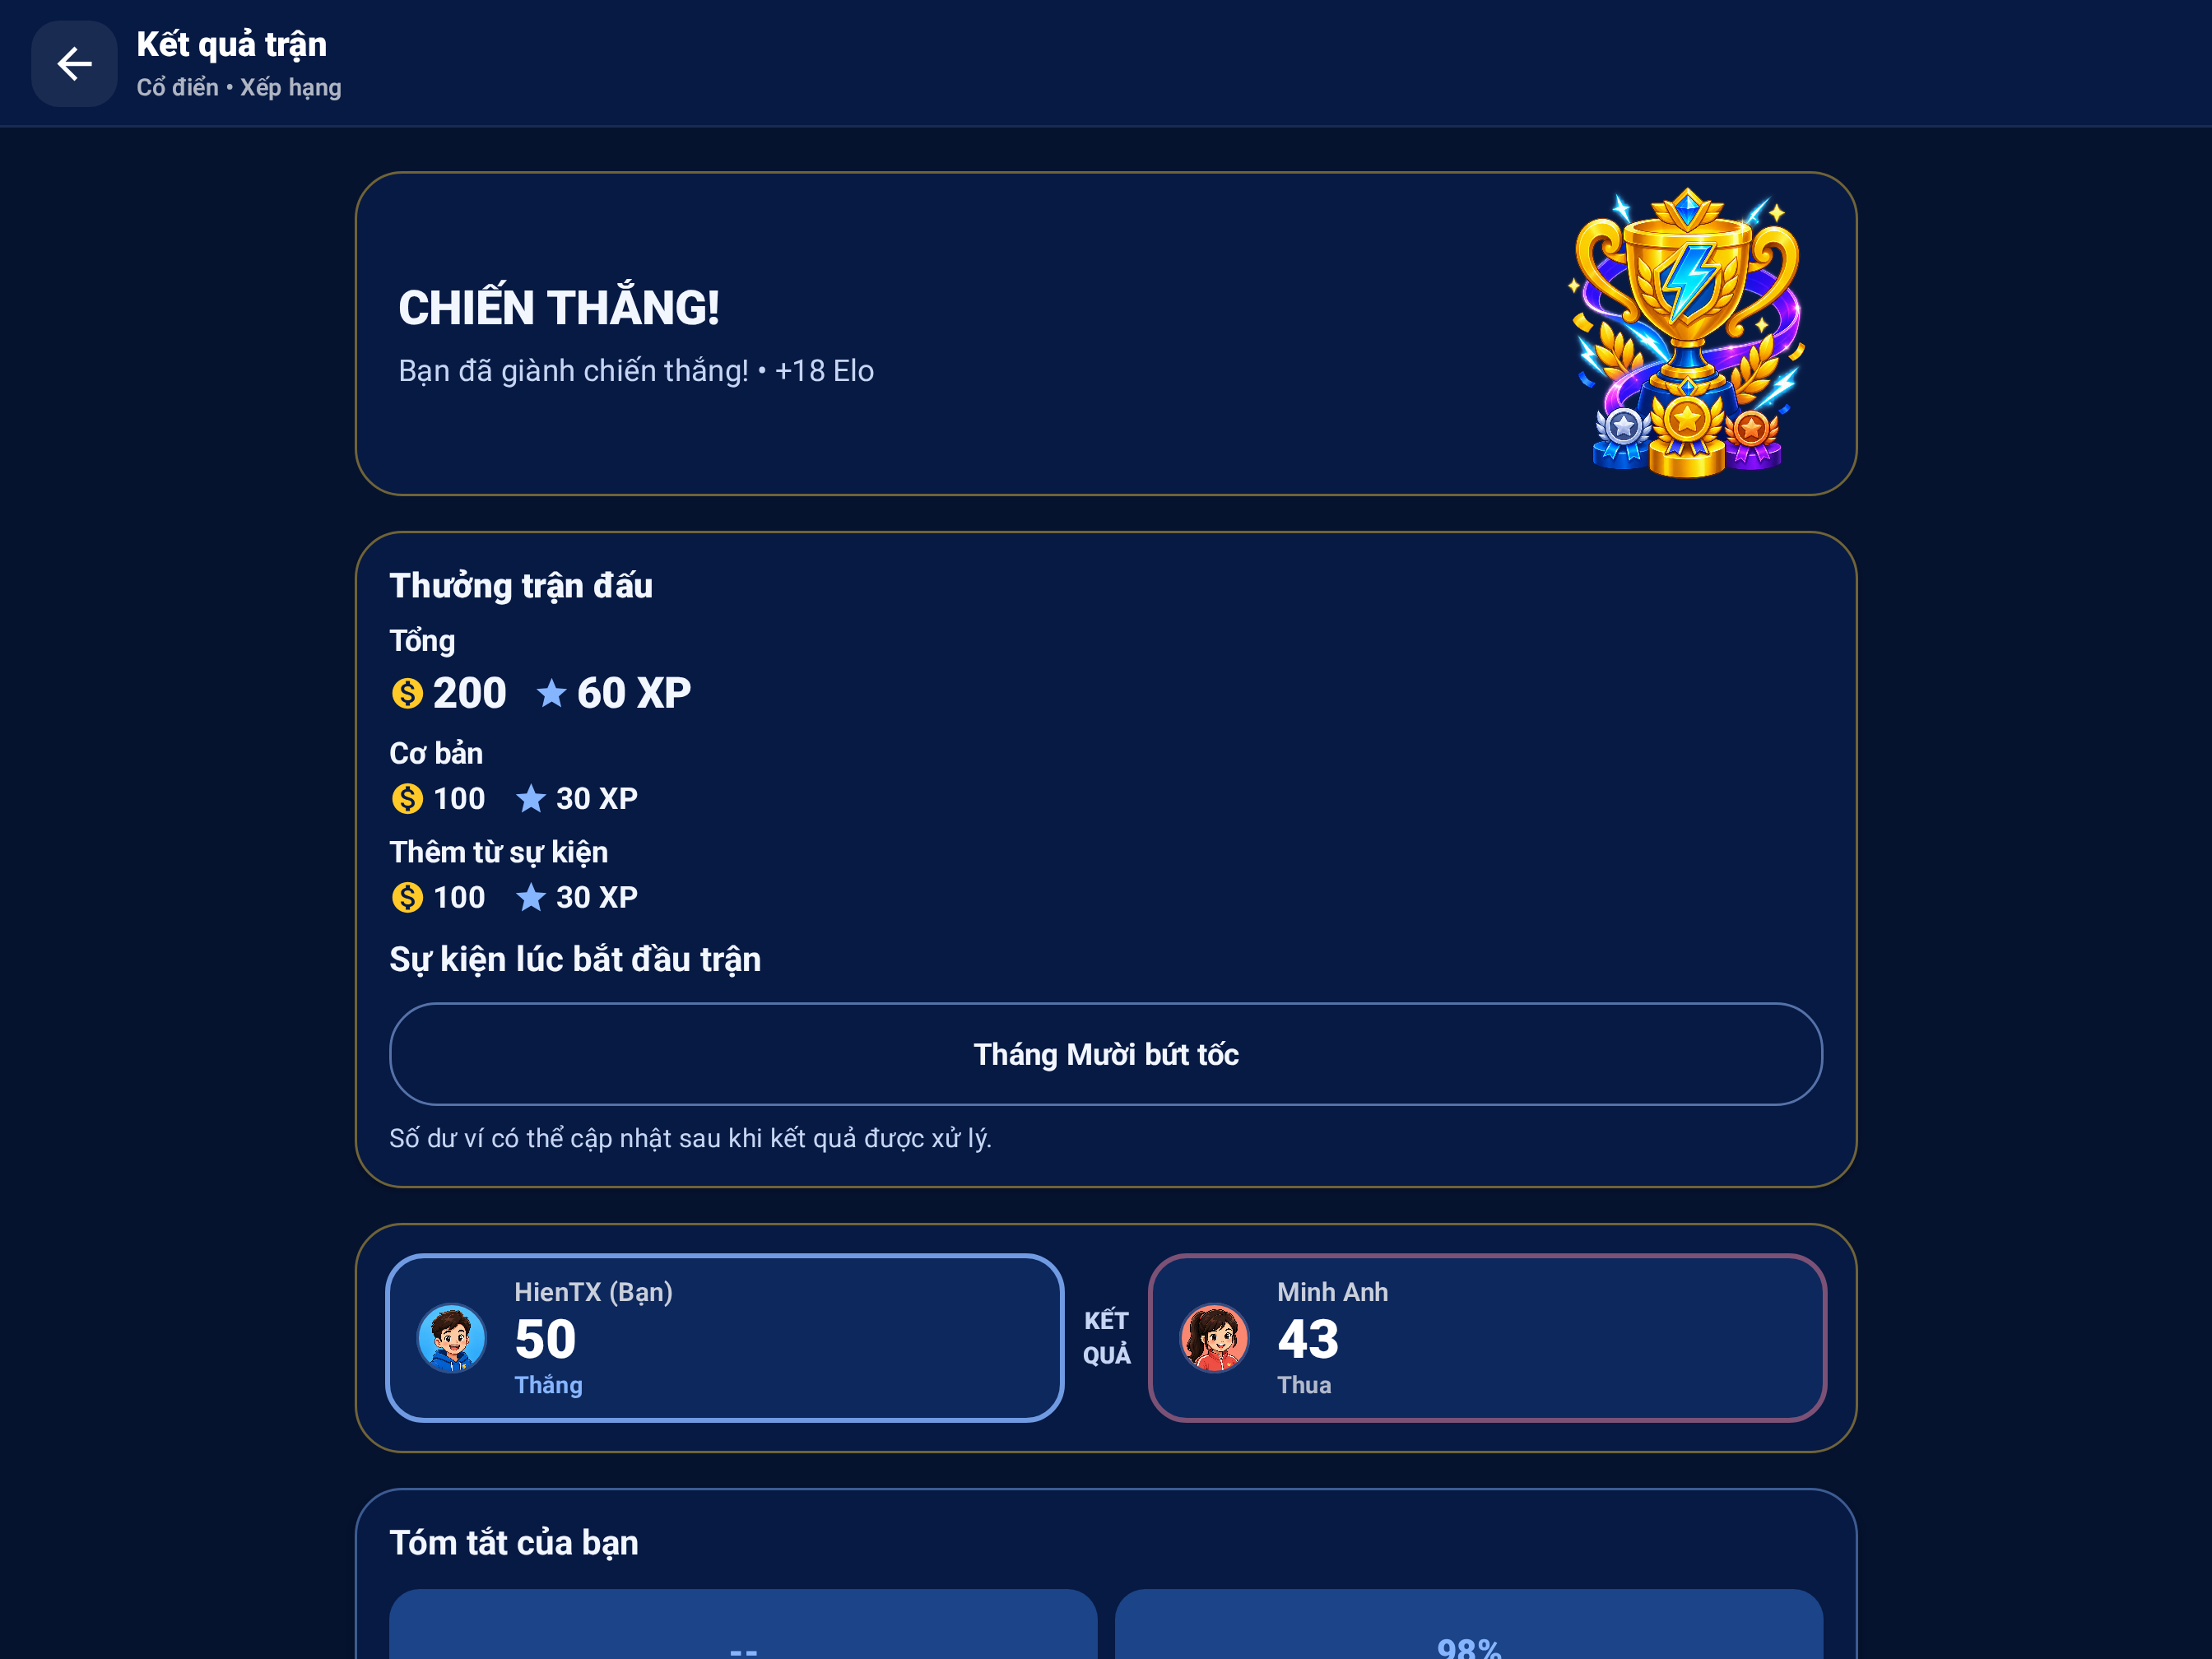 Kết quả trận
Cổ điển • Xếp hạng
CHIẾN THẮNG!
Bạn đã giành chiến thắng! • +18 Elo
Thưởng trận đấu
Tổng
200 60 XP
Cơ bản
100 30 XP
Thêm từ sự kiện
100 30 XP
Sự kiện lúc bắt đầu trận
Tháng Mười bứt tốc
Số dư ví có thể cập nhật sau khi kết quả được xử lý.
HienTX (Bạn)
50
Thắng
KẾT
QUẢ
Minh Anh
43
Thua
Tóm tắt của bạn
--
98%